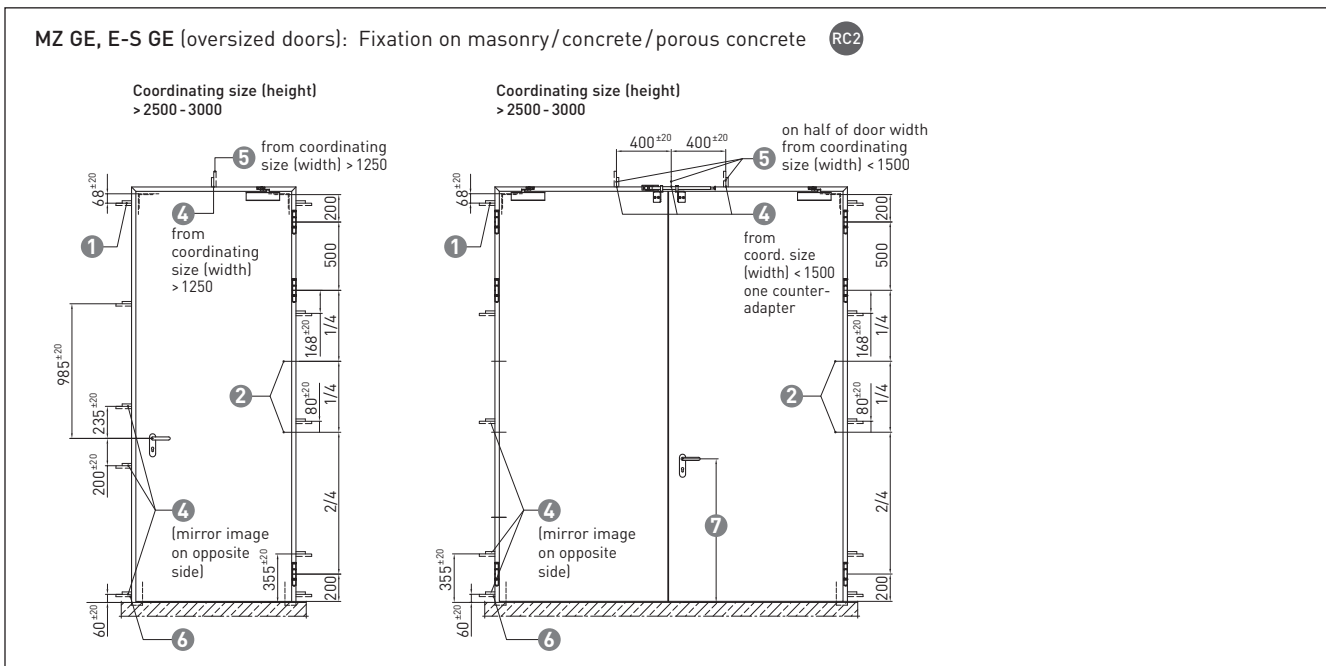 MZ GE, E-S GE (oversized doors): Fixation on masonry/concrete/porous concrete RC2
Coordinating size (height)
> 2500 - 3000
5 from coordinating
size (width) > 1250
68±20
4
from
coordinating
size (width)
> 1250
1
200
500
1/4
168±20
985±20
2
1/4
80±20
235±20
200±20
2/4
4
(mirror image
on opposite
side)
355±20
200
60±20
6
Coordinating size (height)
> 2500 - 3000
400±20
400±20
5
on half of door width
from coordinating
size (width) < 1500
68±20
4
from
coord. size
(width) < 1500
one counter-
adapter
1
200
500
1/4
168±20
2
1/4
80±20
2/4
4
(mirror image
on opposite
side)
7
355±20
200
60±20
6